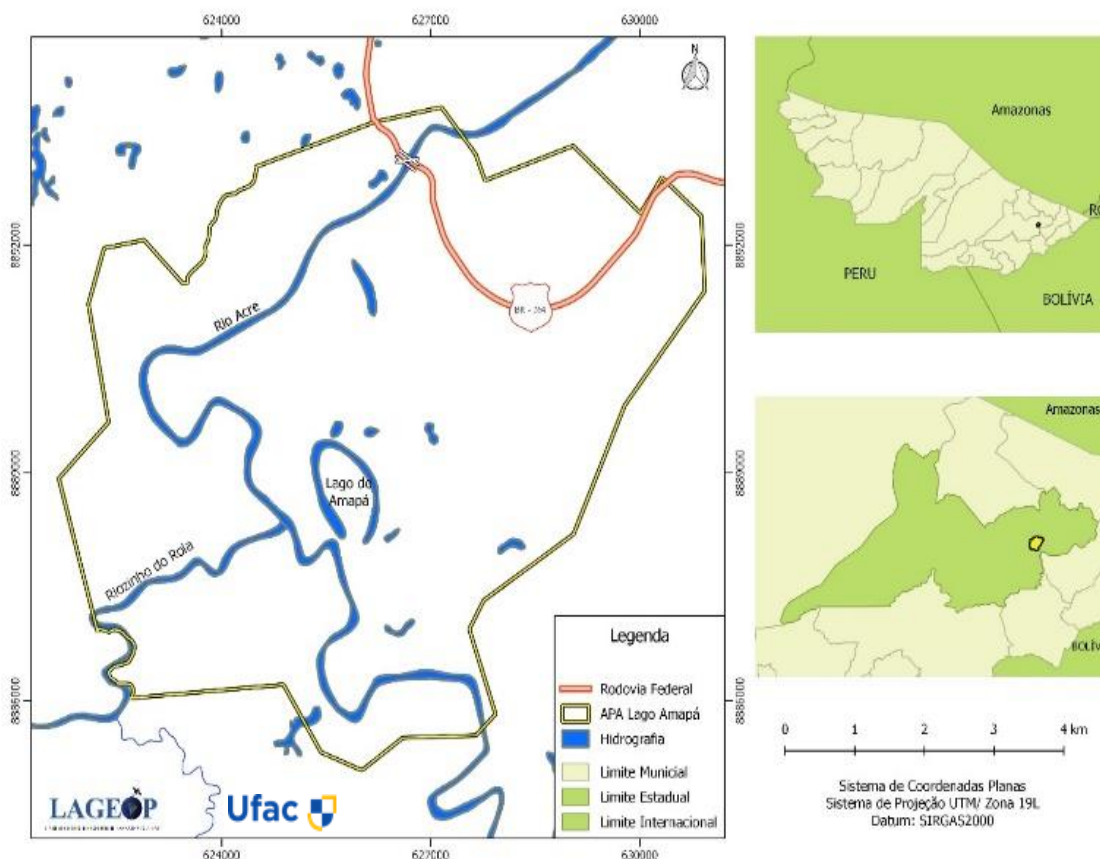 624000
627000
630000
N
8892000
8892000
8889000
8889000
8886000
8886000
Rio Acre
BR - 364
Lago do
Amapá
Riozinho do Rola
Legenda
Rodovia Federal
APA Lago Amapá
Hidrografia
Limite Municial
Limite Estadual
Limite Internacional
LAGEOP
Ufac
624000
627000
630000
Amazonas
PERU
BOLÍVIA
Amazonas
0 1 2 3 4 km
Sistema de Coordenadas Planas
Sistema de Projeção UTM/ Zona 19L
Datum: SIRGAS2000